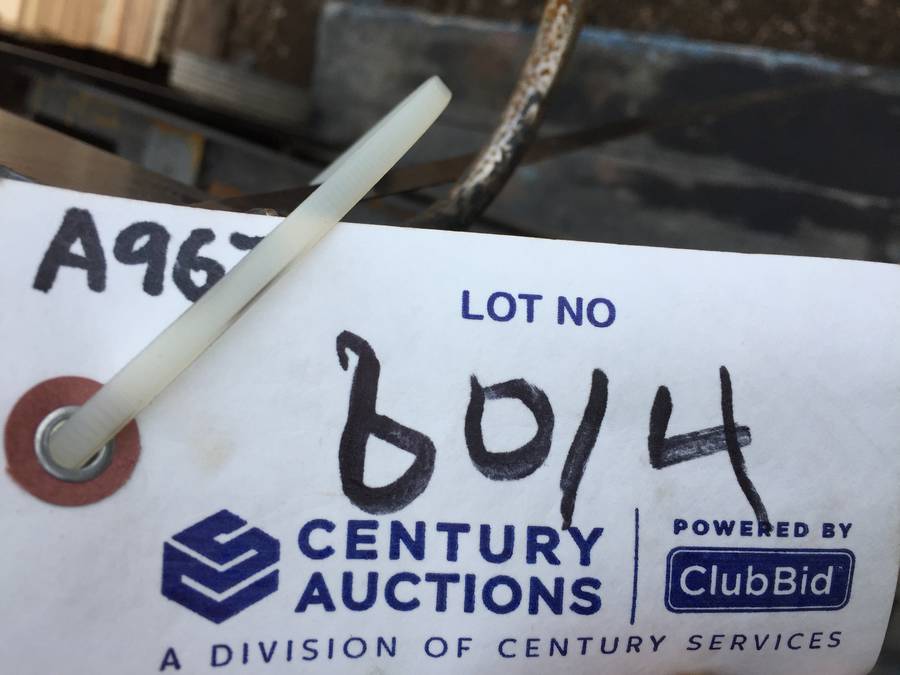 LOT NO
6014
CENTURY
AUCTIONS
POWERED BY
ClubBid
A DIVISION OF CENTURY SERVICES